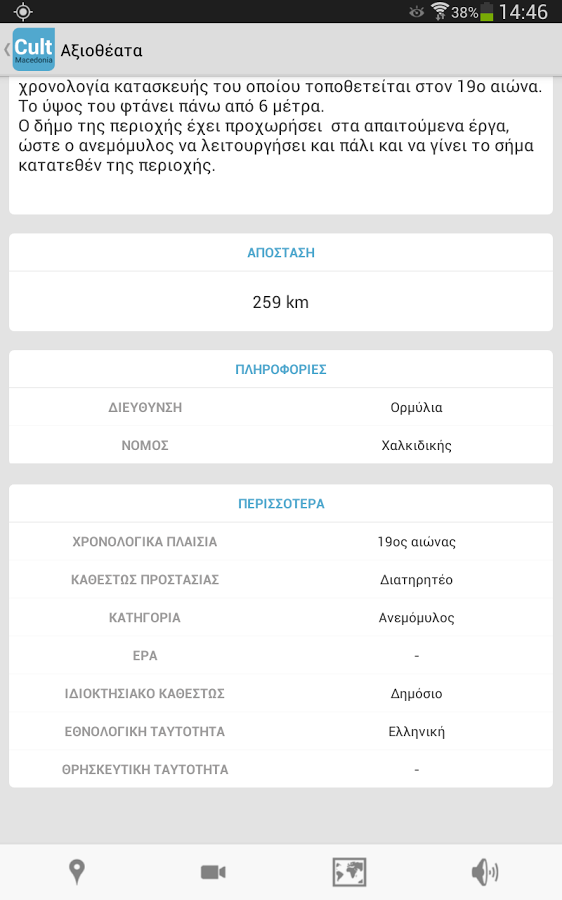 38% 14:46
Cult
Macedonia
Αξιοθέατα
χρονολογία κατασκευής του οποίου τοποθετείται στον 19ο αιώνα.
Το ύψος του φτάνει πάνω από 6 μέτρα.
Ο δήμο της περιοχής έχει προχωρήσει στα απαιτούμενα έργα,
ώστε ο ανεμόμυλος να λειτουργήσει και πάλι και να γίνει το σήμα
κατατεθέν της περιοχής.
ΑΠΟΣΤΑΣΗ
259 km
ΠΛΗΡΟΦΟΡΙΕΣ
ΔΙΕΥΘΥΝΣΗ Ορμύλια
ΝΟΜΟΣ Χαλκιδικής
ΠΕΡΙΣΣΟΤΕΡΑ
ΧΡΟΝΟΛΟΓΙΚΑ ΠΛΑΙΣΙΑ 19ος αιώνας
ΚΑΘΕΣΤΩΣ ΠΡΟΣΤΑΣΙΑΣ Διατηρητέο
ΚΑΤΗΓΟΡΙΑ Ανεμόμυλος
ΕΡΑ -
ΙΔΙΟΚΤΗΣΙΑΚΟ ΚΑΘΕΣΤΩΣ Δημόσιο
ΕΘΝΟΛΟΓΙΚΗ ΤΑΥΤΟΤΗΤΑ Ελληνική
ΘΡΗΣΚΕΥΤΙΚΗ ΤΑΥΤΟΤΗΤΑ -